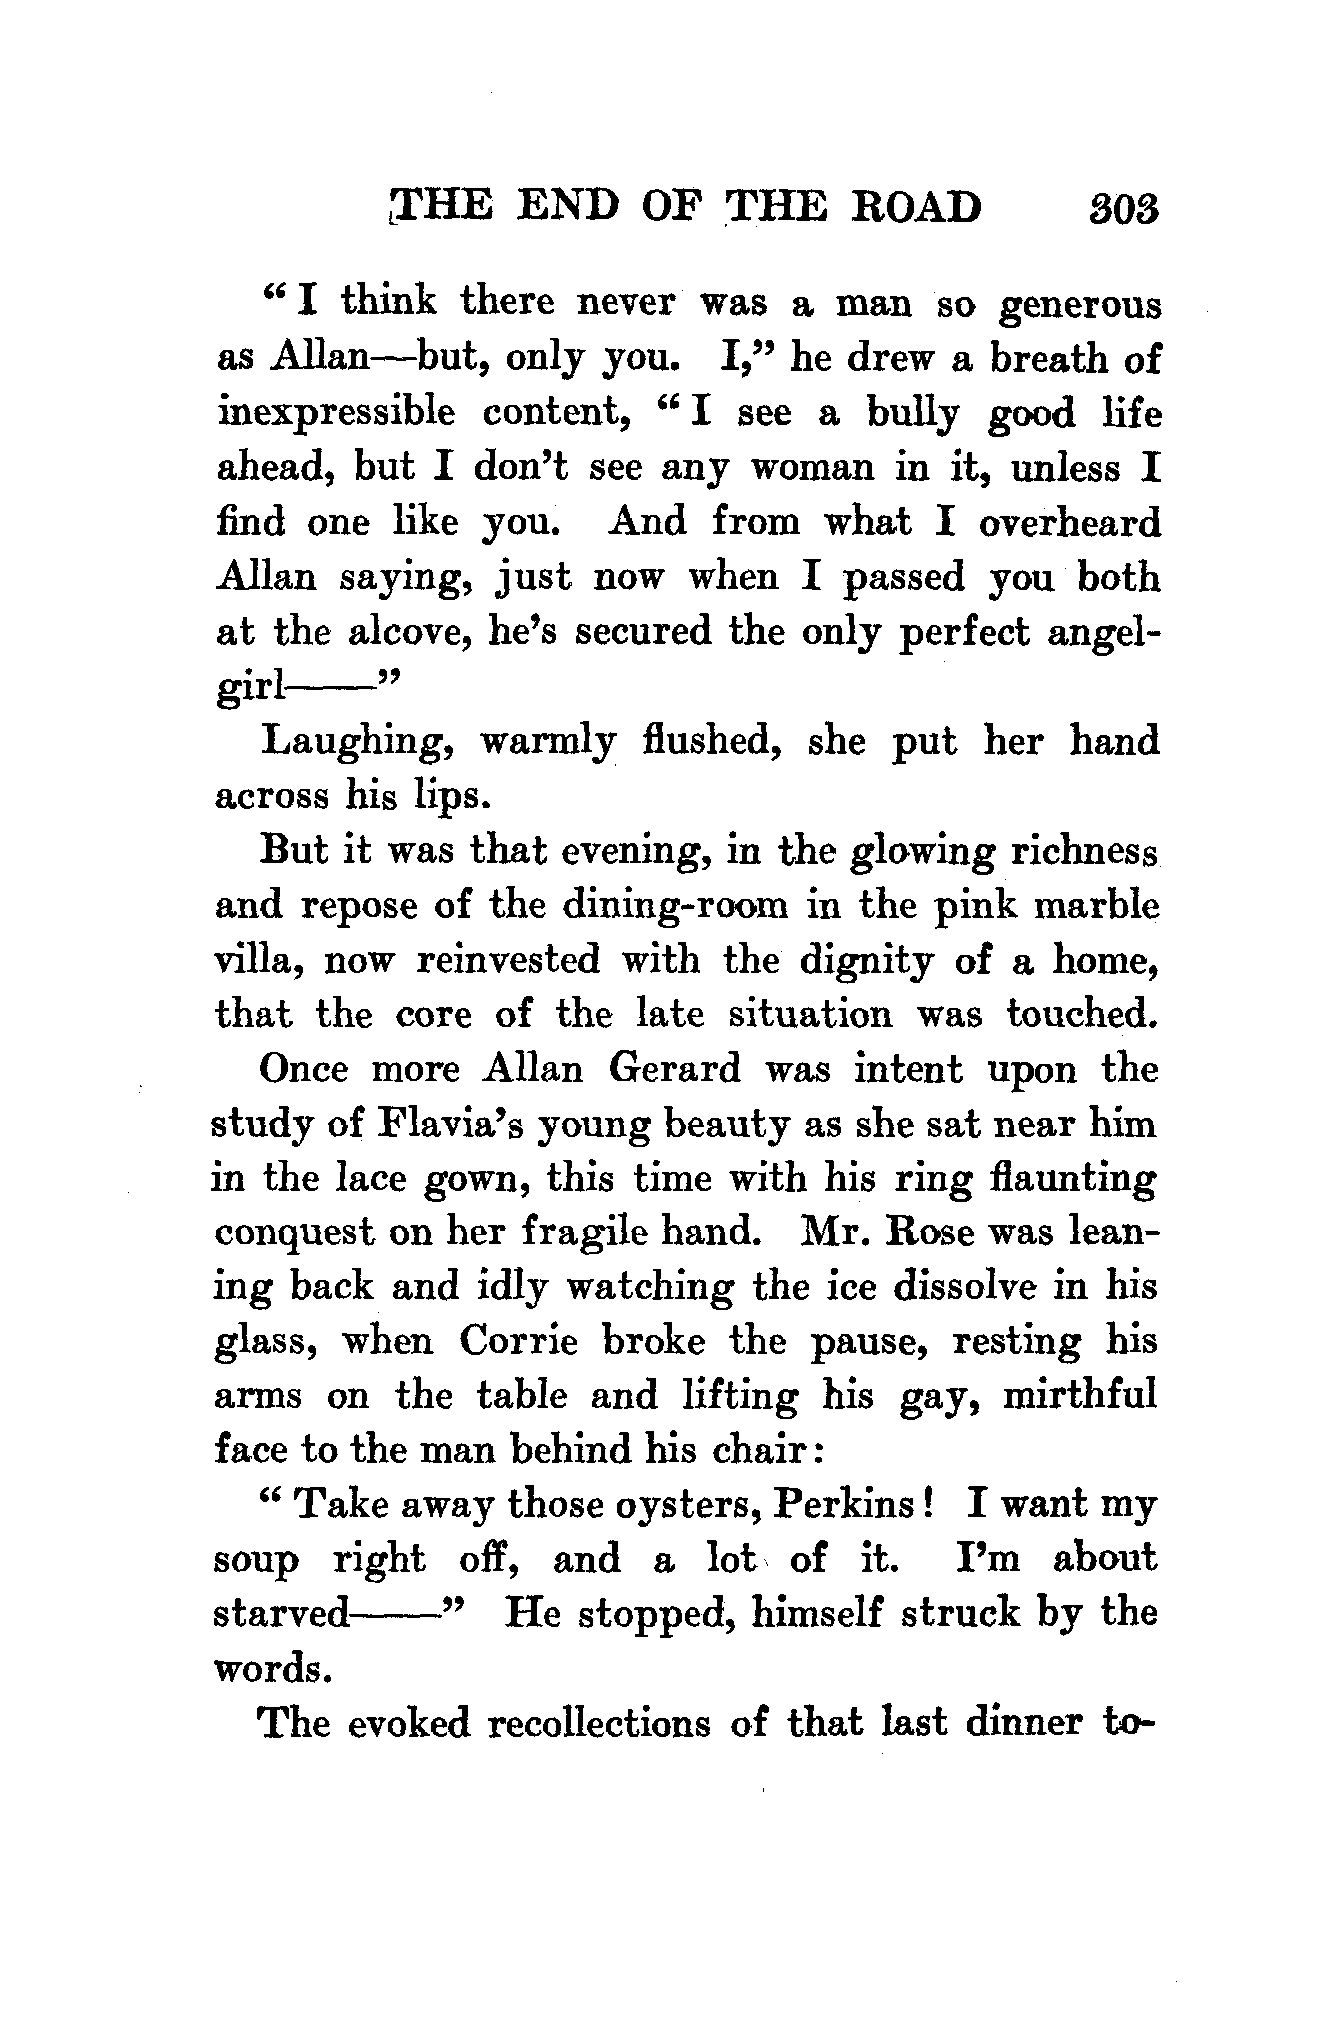 THE END OF THE ROAD 303
“ I think there never was a man so generous
as Allan—but, only you. I,” he drew a breath of
inexpressible content, “ I see a bully good life
ahead, but I don’t see any woman in it, unless I
find one like you. And from what I overheard
Allan saying, just now when I passed you both
at the alcove, he’s secured the only perfect angel-
girl——”
Laughing, warmly flushed, she put her hand
across his lips.
But it was that evening, in the glowing richness
and repose of the dining-room in the pink marble
villa, now reinvested with the dignity of a home,
that the core of the late situation was touched.
Once more Allan Gerard was intent upon the
study of Flavia’s young beauty as she sat near him
in the lace gown, this time with his ring flaunting
conquest on her fragile hand. Mr. Rose was lean-
ing back and idly watching the ice dissolve in his
glass, when Corrie broke the pause, resting his
arms on the table and lifting his gay, mirthful
face to the man behind his chair:
“ Take away those oysters, Perkins ! I want my
soup right off, and a lot of it. I’m about
starved——” He stopped, himself struck by the
words.
The evoked recollections of that last dinner to-